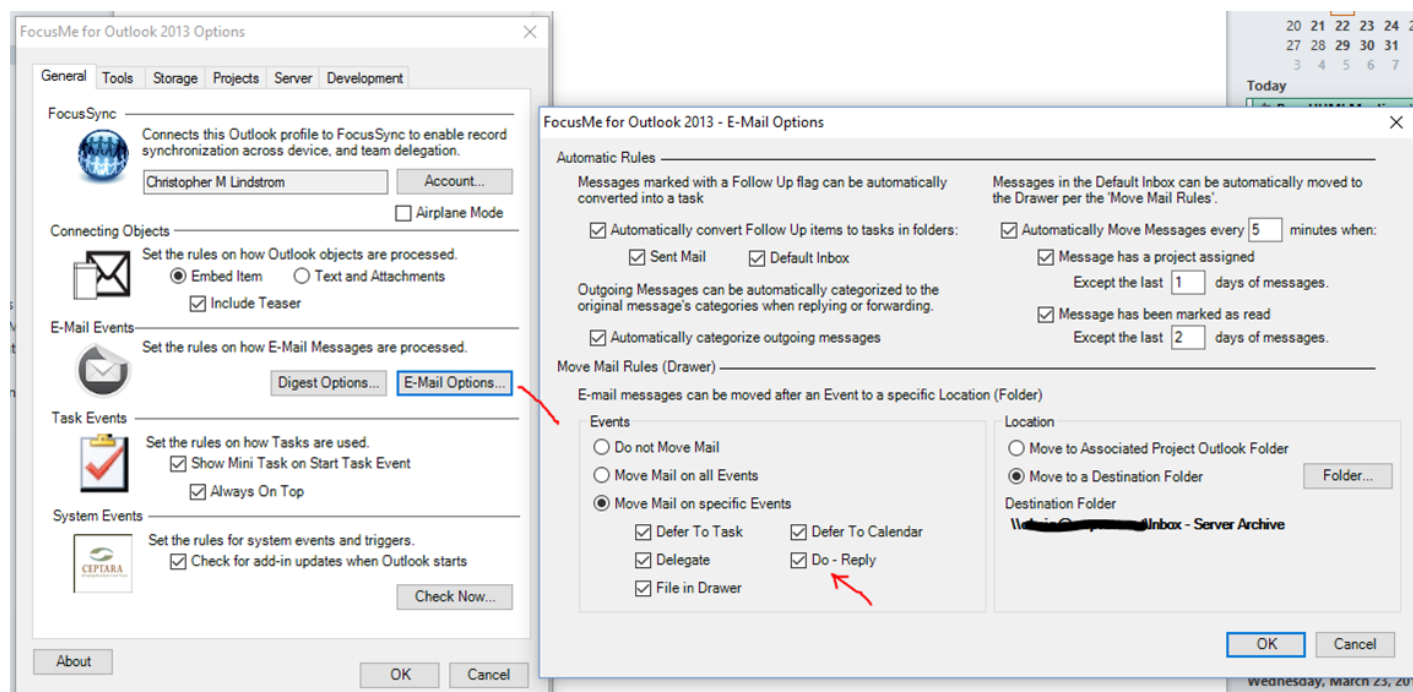 FocusMe for Outlook 2013 Options
General Tools Storage Projects Server Development
FocusSync
Connects this Outlook profile to FocusSync to enable record
synchronization across device, and team delegation.
Christopher M Lindstrom
Account...
Airplane Mode
Connecting Objects
Set the rules on how Outlook objects are processed.
Embed Item Text and Attachments
Include Teaser
E-Mail Events
Set the rules on how E-Mail Messages are processed.
Digest Options... E-Mail Options...
Task Events
Set the rules on how Tasks are used.
Show Mini Task on Start Task Event
Always On Top
System Events
CEPTARA
Set the rules for system events and triggers.
Check for add-in updates when Outlook starts
Check Now...
About
OK Cancel
20 21 22 23 24
27 28 29 30 31
3 4 5 6 7
Today
FocusMe for Outlook 2013 - E-Mail Options
Automatic Rules
Messages marked with a Follow Up flag can be automatically
converted into a task
Automatically convert Follow Up items to tasks in folders:
Sent Mail Default Inbox
Outgoing Messages can be automatically categorized to the
original message's categories when replying or forwarding.
Automatically categorize outgoing messages
Messages in the Default Inbox can be automatically moved to
the Drawer per the 'Move Mail Rules'.
Automatically Move Messages every 5 minutes when:
Message has a project assigned
Except the last 1 days of messages.
Message has been marked as read
Except the last 2 days of messages.
Move Mail Rules (Drawer)
E-mail messages can be moved after an Event to a specific Location (Folder)
Events
Do not Move Mail
Move Mail on all Events
Move Mail on specific Events
Defer To Task Defer To Calendar
Delegate Do - Reply
File in Drawer
Location
Move to Associated Project Outlook Folder
Move to a Destination Folder Folder...
Destination Folder
Inbox - Server Archive
OK Cancel
Wednesday, March 23, 20